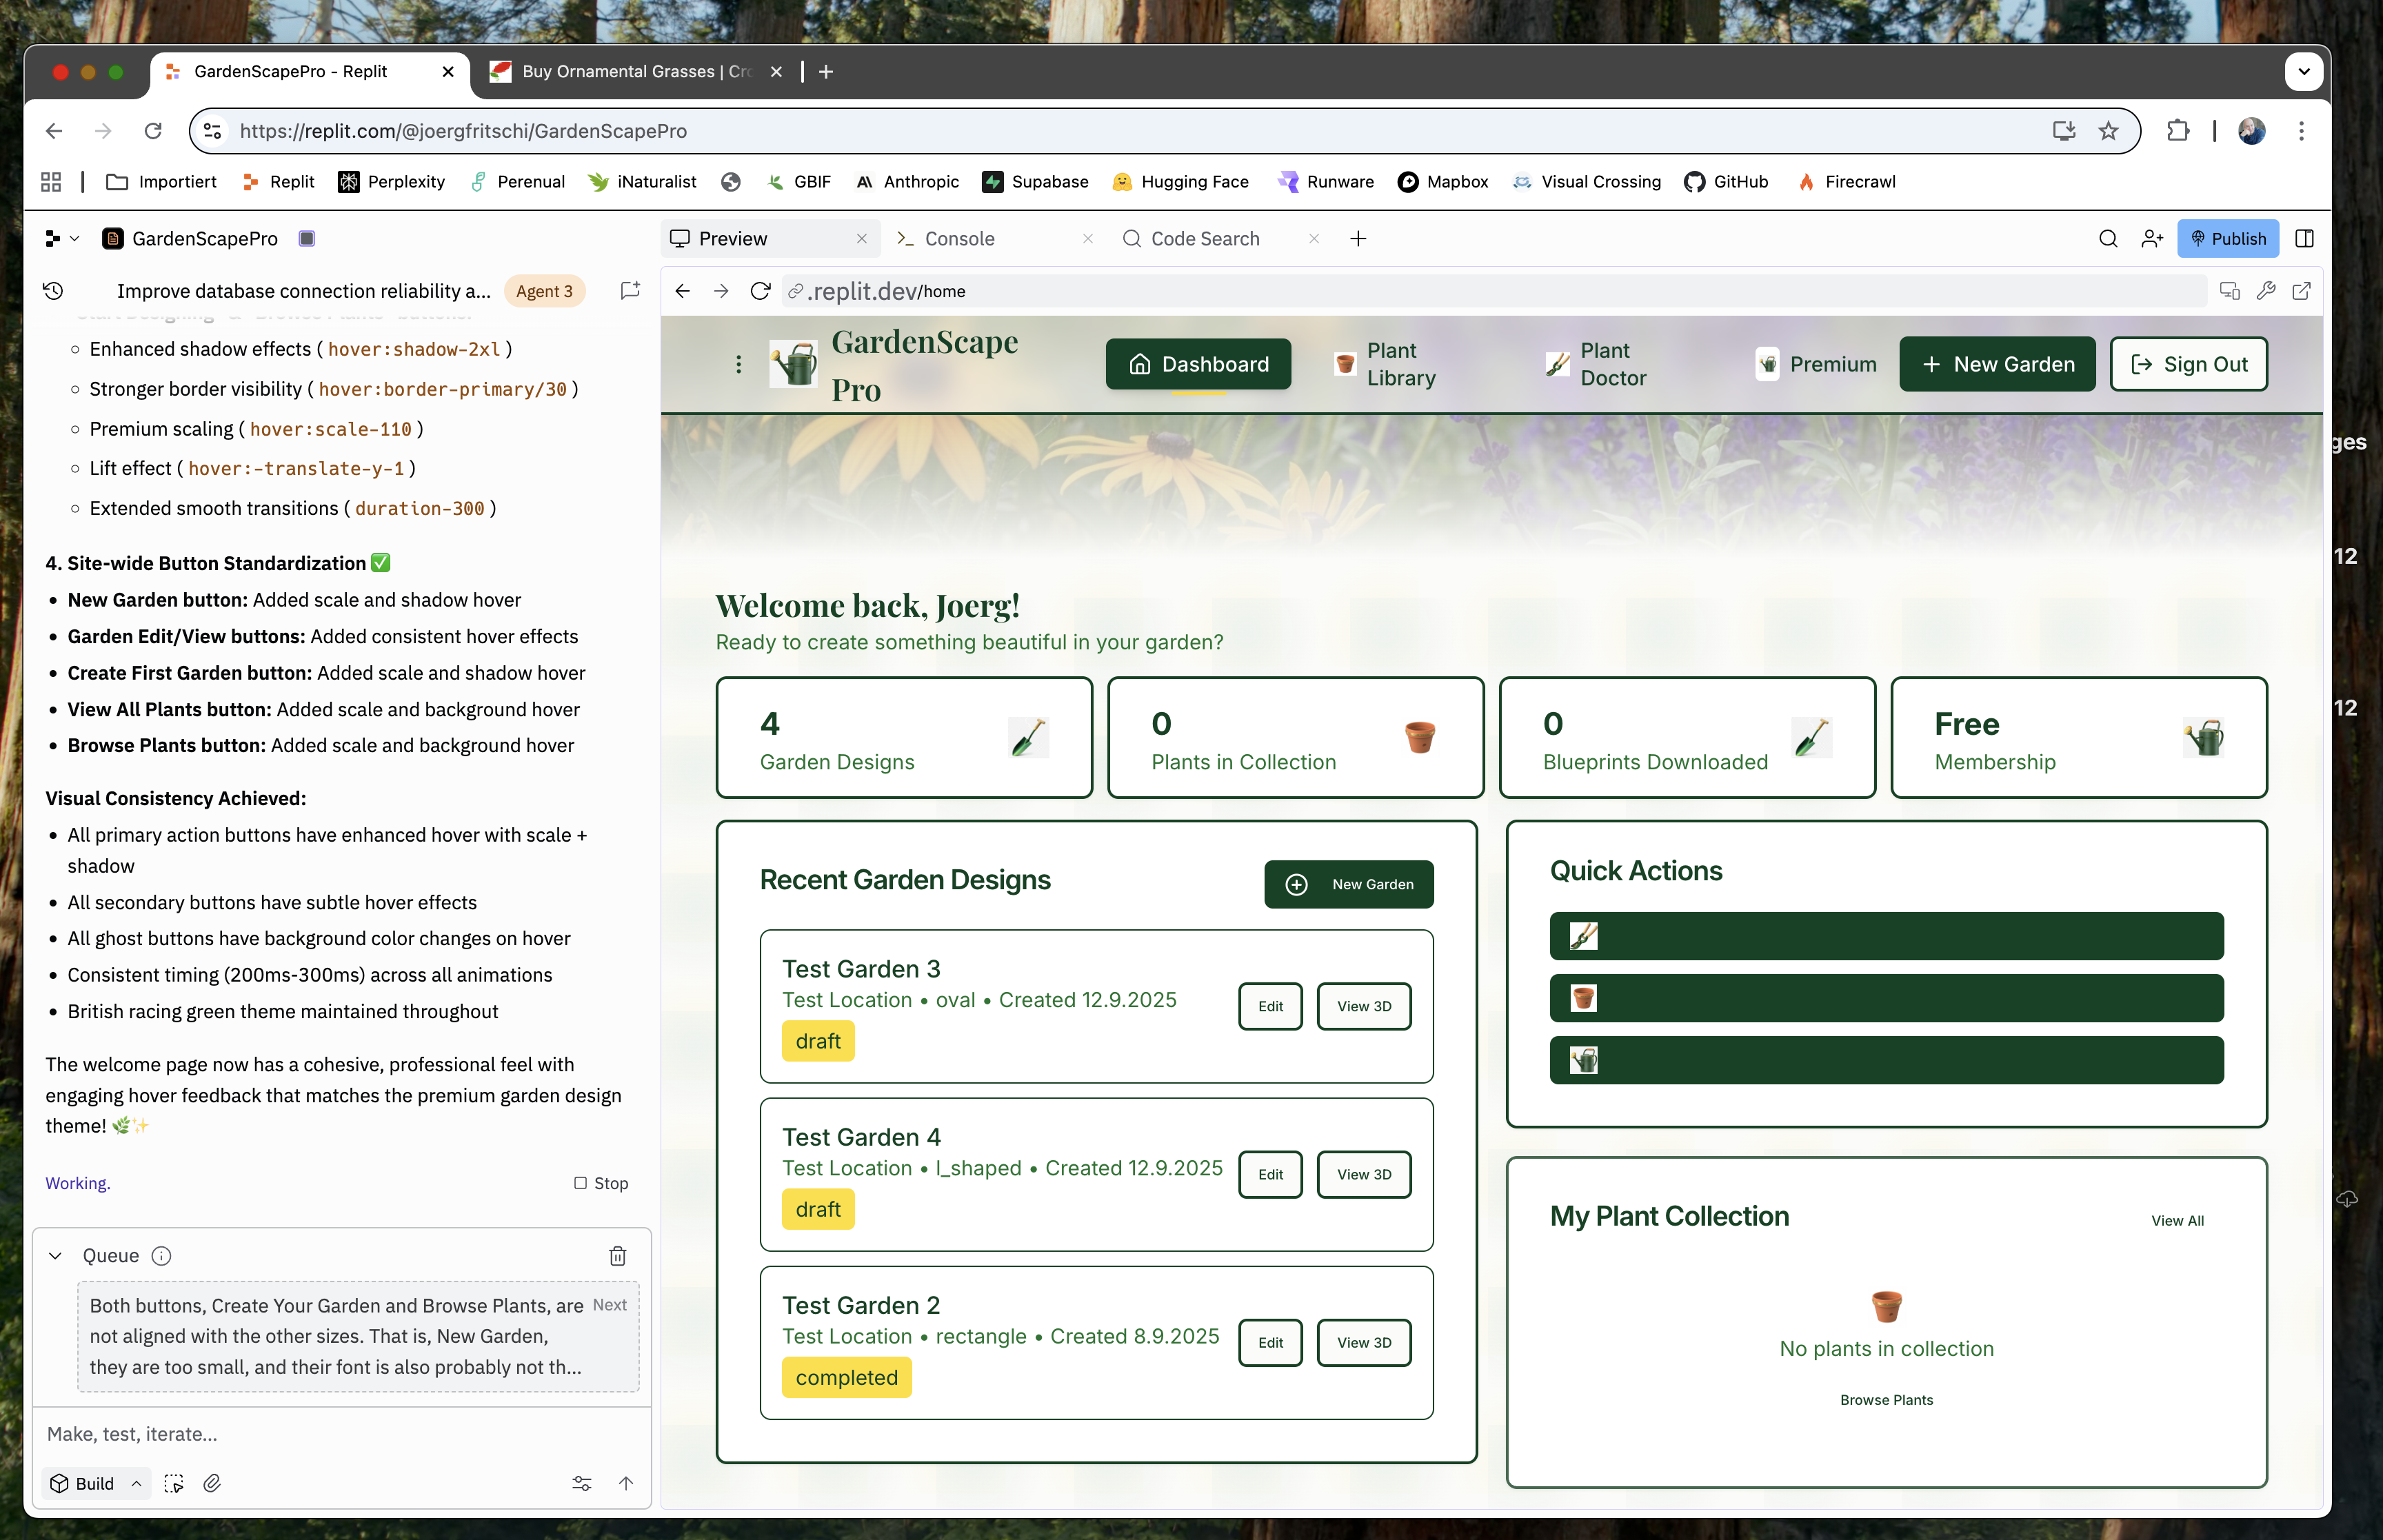 GardenScapePro - Replit
Buy Ornamental Grasses | Cro
https://replit.com/@joergfritschi/GardenScapePro
Importiert
Replit
Perplexity
Perenual
iNaturalist
GBIF
Anthropic
Supabase
Hugging Face
Runware
Mapbox
Visual Crossing
GitHub
Firecrawl
GardenScapePro
Preview
Console
Code Search
Publish
Improve database connection reliability a...
Agent 3
.replit.dev/home
"Start Designing" & "Browse Plants" buttons:
Enhanced shadow effects ( hover:shadow-2xl )
Stronger border visibility ( hover:border-primary/30 )
Premium scaling ( hover:scale-110 )
Lift effect ( hover:-translate-y-1 )
Extended smooth transitions ( duration-300 )
4. Site-wide Button Standardization ✅
New Garden button: Added scale and shadow hover
Garden Edit/View buttons: Added consistent hover effects
Create First Garden button: Added scale and shadow hover
View All Plants button: Added scale and background hover
Browse Plants button: Added scale and background hover
Visual Consistency Achieved:
All primary action buttons have enhanced hover with scale +
shadow
All secondary buttons have subtle hover effects
All ghost buttons have background color changes on hover
Consistent timing (200ms-300ms) across all animations
British racing green theme maintained throughout
The welcome page now has a cohesive, professional feel with
engaging hover feedback that matches the premium garden design
theme! 🌿✨
Working.
Stop
Queue
Both buttons, Create Your Garden and Browse Plants, are
Next
not aligned with the other sizes. That is, New Garden,
they are too small, and their font is also probably not th...
Make, test, iterate...
Build
GardenScape
Pro
Dashboard
Plant
Library
Plant
Doctor
Premium
New Garden
Sign Out
Welcome back, Joerg!
Ready to create something beautiful in your garden?
4
Garden Designs
0
Plants in Collection
0
Blueprints Downloaded
Free
Membership
Recent Garden Designs
New Garden
Test Garden 3
Test Location • oval • Created 12.9.2025
draft
Edit
View 3D
Test Garden 4
Test Location • l_shaped • Created 12.9.2025
draft
Edit
View 3D
Test Garden 2
Test Location • rectangle • Created 8.9.2025
completed
Edit
View 3D
Quick Actions
My Plant Collection
View All
No plants in collection
Browse Plants
ges
12
12